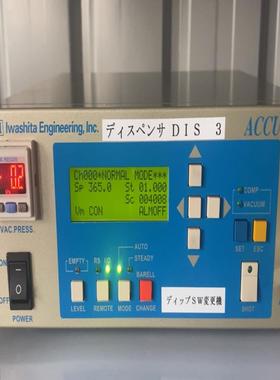 Iwashita Engineering, Inc.
ディスペンサ DIS 3
ACCU
0.2
Ch000*NORMAL MODE***
Sp 365.0 St 01.000
Sc 004008
Vm CON ALMOFF
VAC.PRESS.
COMP
VACUUM
SET
ESC
AUTO
EMPTY
RS I/O
STEADY
BARELL
POWER
LEVEL
REMOTE
MODE
CHANGE
ディップSW変更機
SHOT